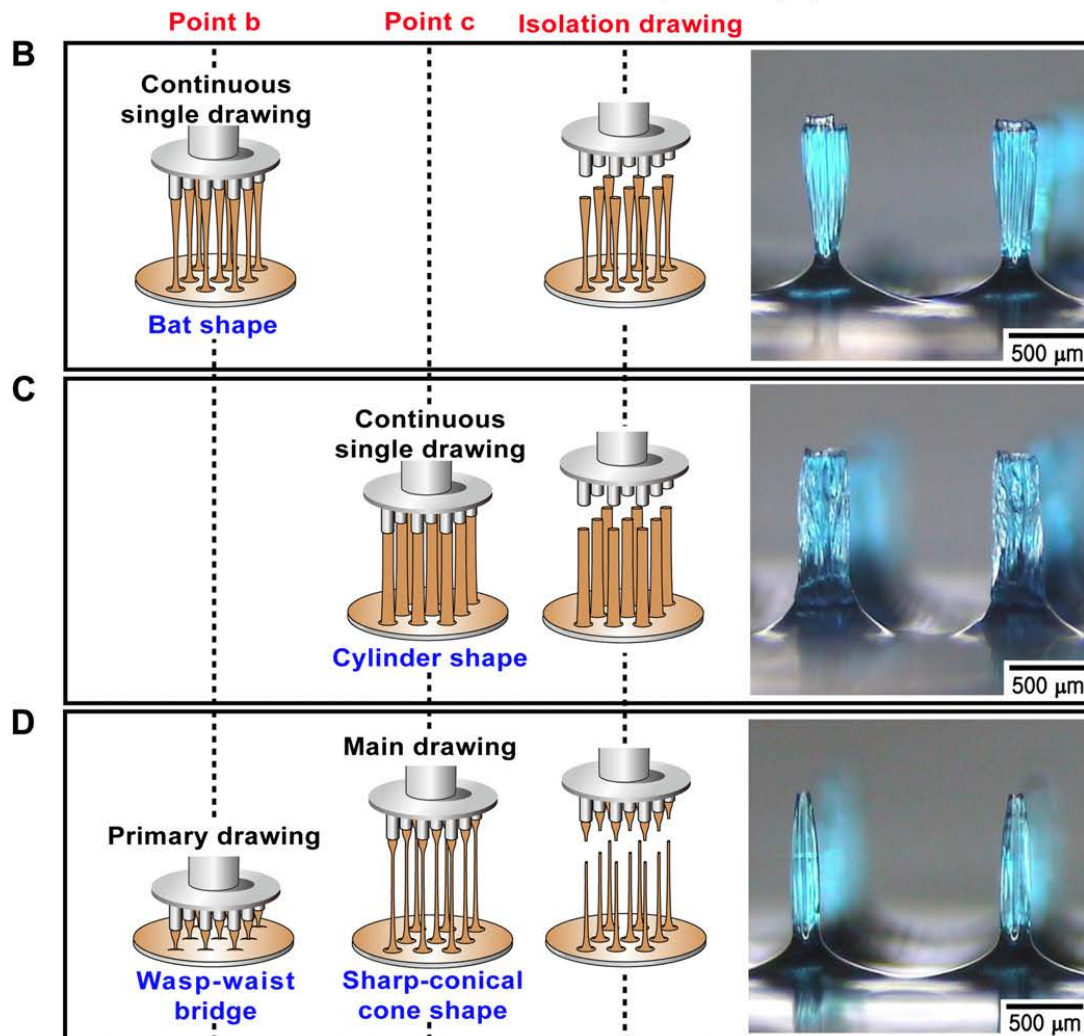 Point b
Point c
Isolation drawing
B
Continuous
single drawing
Bat shape
500 µm
C
Continuous
single drawing
Cylinder shape
500 µm
D
Primary drawing
Wasp-waist
bridge
Main drawing
Sharp-conical
cone shape
500 µm